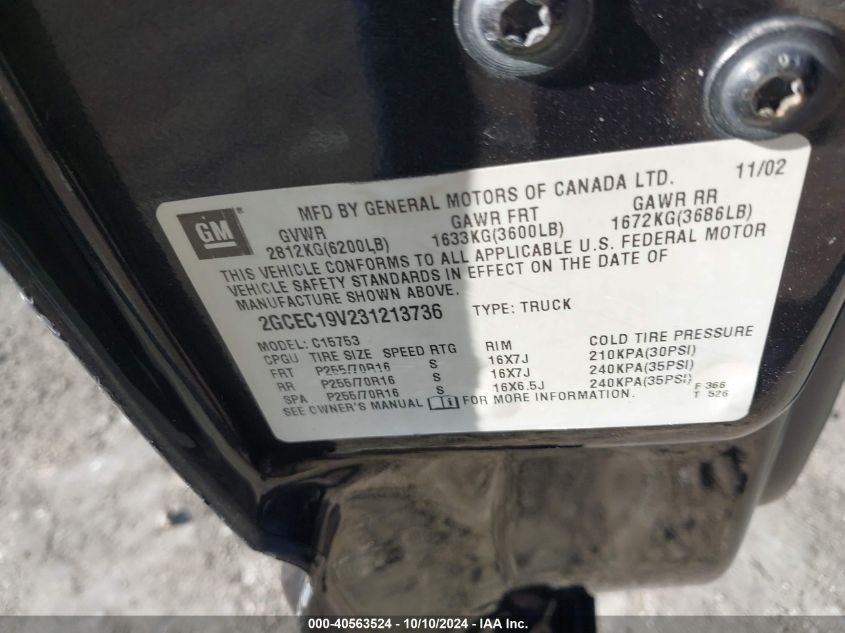 MFD BY GENERAL MOTORS OF CANADA LTD. 11/02
GM
GVWR GAWR FRT GAWR RR
2812KG(6200LB) 1633KG(3600LB) 1672KG(3686LB)
THIS VEHICLE CONFORMS TO ALL APPLICABLE U.S. FEDERAL MOTOR
VEHICLE SAFETY STANDARDS IN EFFECT ON THE DATE OF
MANUFACTURE SHOWN ABOVE.
2GCEC19V231213736 TYPE: TRUCK
MODEL: C15753
CPGU TIRE SIZE SPEED RTG RIM COLD TIRE PRESSURE
FRT P255/70R16 S 16X7J 210KPA(30PSI)
RR P255/70R16 S 16X7J 240KPA(35PSI)
SPA P255/70R16 S 16X6.5J 240KPA(35PSI)
SEE OWNER'S MANUAL FOR MORE INFORMATION.
F 366
T 526
000-40563524 - 10/10/2024 - IAA Inc.